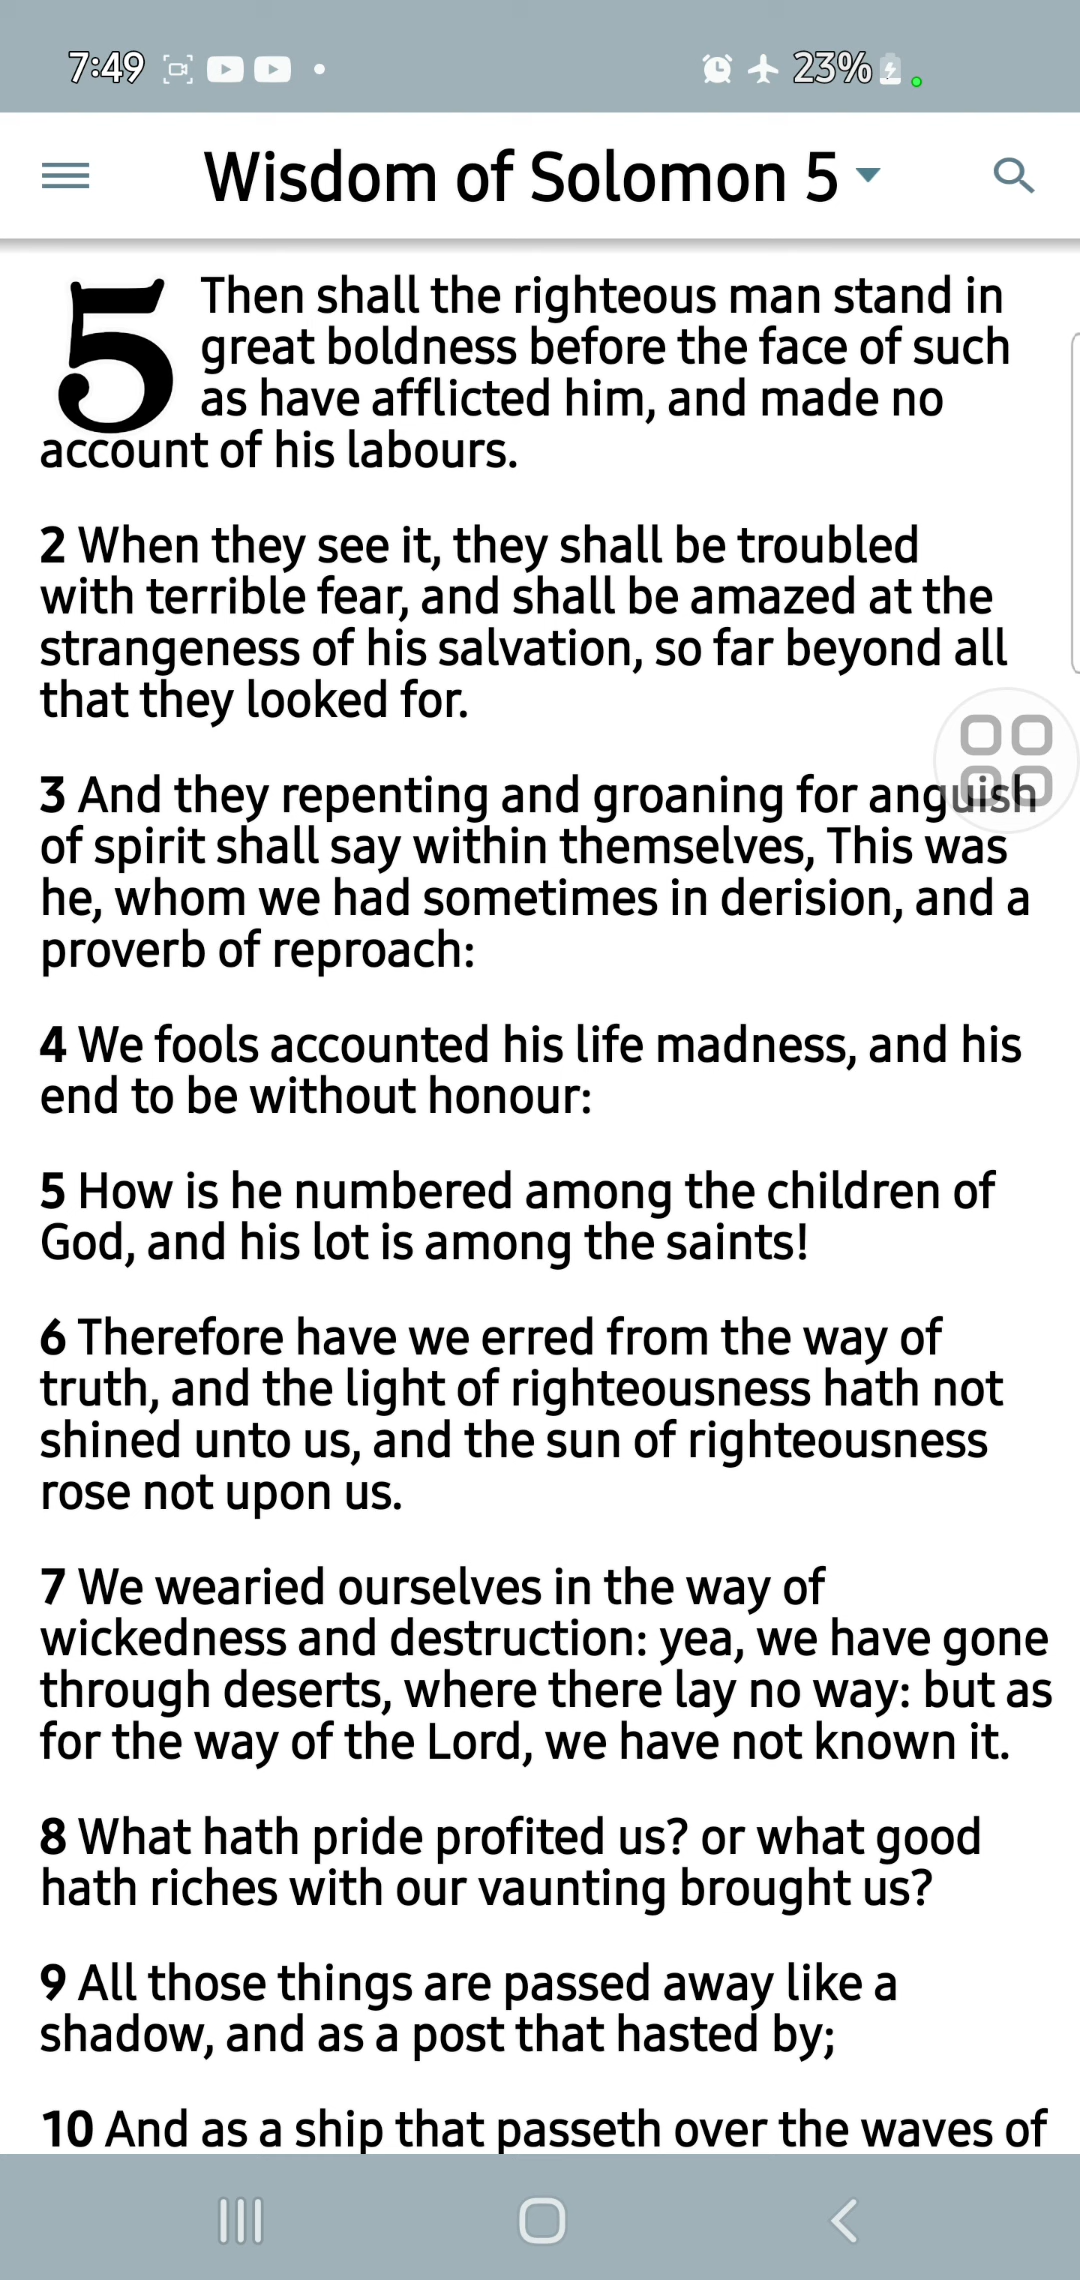 7:49
23%
Wisdom of Solomon 5
5 Then shall the righteous man stand in
great boldness before the face of such
as have afflicted him, and made no
account of his labours.
2 When they see it, they shall be troubled
with terrible fear, and shall be amazed at the
strangeness of his salvation, so far beyond all
that they looked for.
3 And they repenting and groaning for anguish
of spirit shall say within themselves, This was
he, whom we had sometimes in derision, and a
proverb of reproach:
4 We fools accounted his life madness, and his
end to be without honour:
5 How is he numbered among the children of
God, and his lot is among the saints!
6 Therefore have we erred from the way of
truth, and the light of righteousness hath not
shined unto us, and the sun of righteousness
rose not upon us.
7 We wearied ourselves in the way of
wickedness and destruction: yea, we have gone
through deserts, where there lay no way: but as
for the way of the Lord, we have not known it.
8 What hath pride profited us? or what good
hath riches with our vaunting brought us?
9 All those things are passed away like a
shadow, and as a post that hasted by;
10 And as a ship that passeth over the waves of